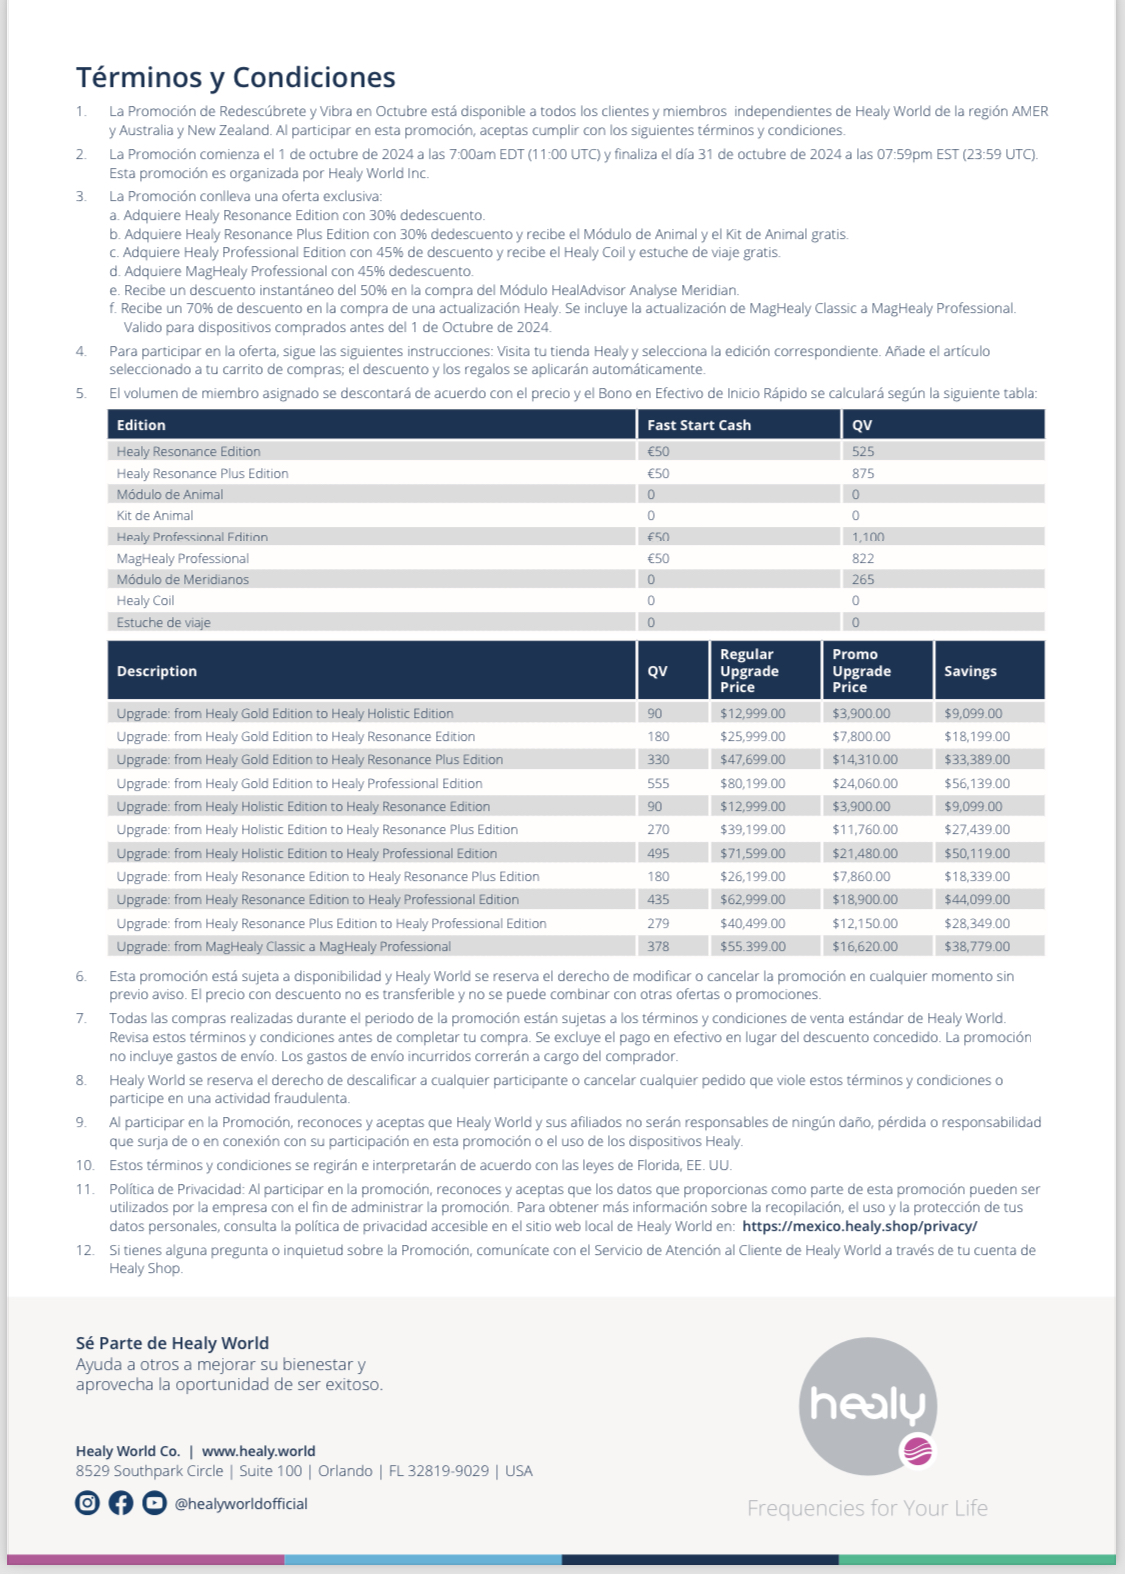 Términos y Condiciones
1. La Promoción de Redescúbrete y Vibra en Octubre está disponible a todos los clientes y miembros independientes de Healy World de la región AMER
y Australia y New Zealand. Al participar en esta promoción, aceptas cumplir con los siguientes términos y condiciones.
2. La Promoción comienza el 1 de octubre de 2024 a las 7:00am EDT (11:00 UTC) y finaliza el día 31 de octubre de 2024 a las 07:59pm EST (23:59 UTC).
Esta promoción es organizada por Healy World Inc.
3. La Promoción conlleva una oferta exclusiva:
a. Adquiere Healy Resonance Edition con 30% dedescuento.
b. Adquiere Healy Resonance Plus Edition con 30% dedescuento y recibe el Módulo de Animal y el Kit de Animal gratis.
c. Adquiere Healy Professional Edition con 45% de descuento y recibe el Healy Coil y estuche de viaje gratis.
d. Adquiere MagHealy Professional con 45% dedescuento.
e. Recibe un descuento instantáneo del 50% en la compra del Módulo HealAdvisor Analyse Meridian.
f. Recibe un 70% de descuento en la compra de una actualización Healy. Se incluye la actualización de MagHealy Classic a MagHealy Professional.
Valido para dispositivos comprados antes del 1 de Octubre de 2024.
4. Para participar en la oferta, sigue las siguientes instrucciones: Visita tu tienda Healy y selecciona la edición correspondiente. Añade el artículo
seleccionado a tu carrito de compras; el descuento y los regalos se aplicarán automáticamente.
5. El volumen de miembro asignado se descontará de acuerdo con el precio y el Bono en Efectivo de Inicio Rápido se calculará según la siguiente tabla:
Edition Fast Start Cash QV
Healy Resonance Edition €50 525
Healy Resonance Plus Edition €50 875
Módulo de Animal 0 0
Kit de Animal 0 0
Healy Professional Edition €50 1,100
MagHealy Professional €50 822
Módulo de Meridianos 0 265
Healy Coil 0 0
Estuche de viaje 0 0
Description QV Regular Upgrade Price Promo Upgrade Price Savings
Upgrade: from Healy Gold Edition to Healy Holistic Edition 90 $12,999.00 $3,900.00 $9,099.00
Upgrade: from Healy Gold Edition to Healy Resonance Edition 180 $25,999.00 $7,800.00 $18,199.00
Upgrade: from Healy Gold Edition to Healy Resonance Plus Edition 330 $47,699.00 $14,310.00 $33,389.00
Upgrade: from Healy Gold Edition to Healy Professional Edition 555 $80,199.00 $24,060.00 $56,139.00
Upgrade: from Healy Holistic Edition to Healy Resonance Edition 90 $12,999.00 $3,900.00 $9,099.00
Upgrade: from Healy Holistic Edition to Healy Resonance Plus Edition 270 $39,199.00 $11,760.00 $27,439.00
Upgrade: from Healy Holistic Edition to Healy Professional Edition 495 $71,599.00 $21,480.00 $50,119.00
Upgrade: from Healy Resonance Edition to Healy Resonance Plus Edition 180 $26,199.00 $7,860.00 $18,339.00
Upgrade: from Healy Resonance Edition to Healy Professional Edition 435 $62,999.00 $18,900.00 $44,099.00
Upgrade: from Healy Resonance Plus Edition to Healy Professional Edition 279 $40,499.00 $12,150.00 $28,349.00
Upgrade: from MagHealy Classic a MagHealy Professional 378 $55.399.00 $16,620.00 $38,779.00
6. Esta promoción está sujeta a disponibilidad y Healy World se reserva el derecho de modificar o cancelar la promoción en cualquier momento sin
previo aviso. El precio con descuento no es transferible y no se puede combinar con otras ofertas o promociones.
7. Todas las compras realizadas durante el periodo de la promoción están sujetas a los términos y condiciones de venta estándar de Healy World.
Revisa estos términos y condiciones antes de completar tu compra. Se excluye el pago en efectivo en lugar del descuento concedido. La promoción
no incluye gastos de envío. Los gastos de envío incurridos correrán a cargo del comprador.
8. Healy World se reserva el derecho de descalificar a cualquier participante o cancelar cualquier pedido que viole estos términos y condiciones o
participe en una actividad fraudulenta.
9. Al participar en la Promoción, reconoces y aceptas que Healy World y sus afiliados no serán responsables de ningún daño, pérdida o responsabilidad
que surja de o en conexión con su participación en esta promoción o el uso de los dispositivos Healy.
10. Estos términos y condiciones se regirán e interpretarán de acuerdo con las leyes de Florida, EE. UU.
11. Política de Privacidad: Al participar en la promoción, reconoces y aceptas que los datos que proporcionas como parte de esta promoción pueden ser
utilizados por la empresa con el fin de administrar la promoción. Para obtener más información sobre la recopilación, el uso y la protección de tus
datos personales, consulta la política de privacidad accesible en el sitio web local de Healy World en: https://mexico.healy.shop/privacy/
12. Si tienes alguna pregunta o inquietud sobre la Promoción, comunícate con el Servicio de Atención al Cliente de Healy World a través de tu cuenta de
Healy Shop.
Sé Parte de Healy World
Ayuda a otros a mejorar su bienestar y
aprovecha la oportunidad de ser exitoso.
Healy World Co. | www.healy.world
8529 Southpark Circle | Suite 100 | Orlando | FL 32819-9029 | USA
@healyworldofficial
healy
Frequencies for Your Life